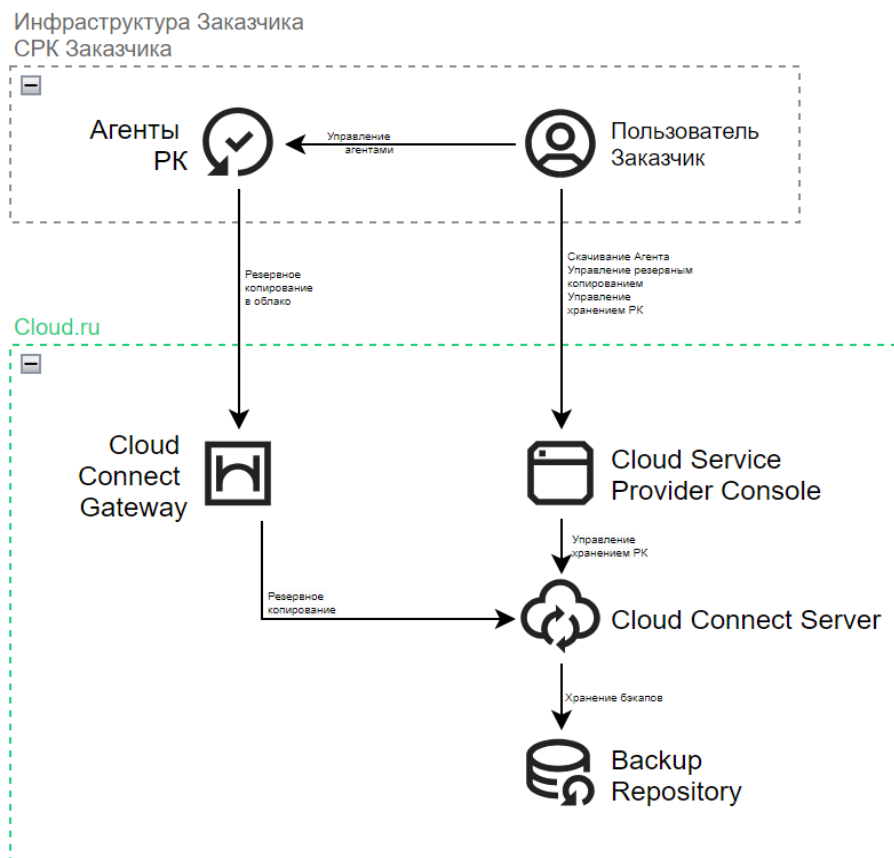 Инфраструктура Заказчика
СРК Заказчика
Агенты
РК
Управление
агентами
Пользователь
Заказчик
Резервное
копирование
в облако
Скачивание Агента
Управление резервным
копированием
Управление
хранением РК
Cloud.ru
Cloud
Connect
Gateway
Cloud Service
Provider Console
Управление
хранением РК
Резервное
копирование
Cloud Connect Server
Хранение бэкапов
Backup
Repository